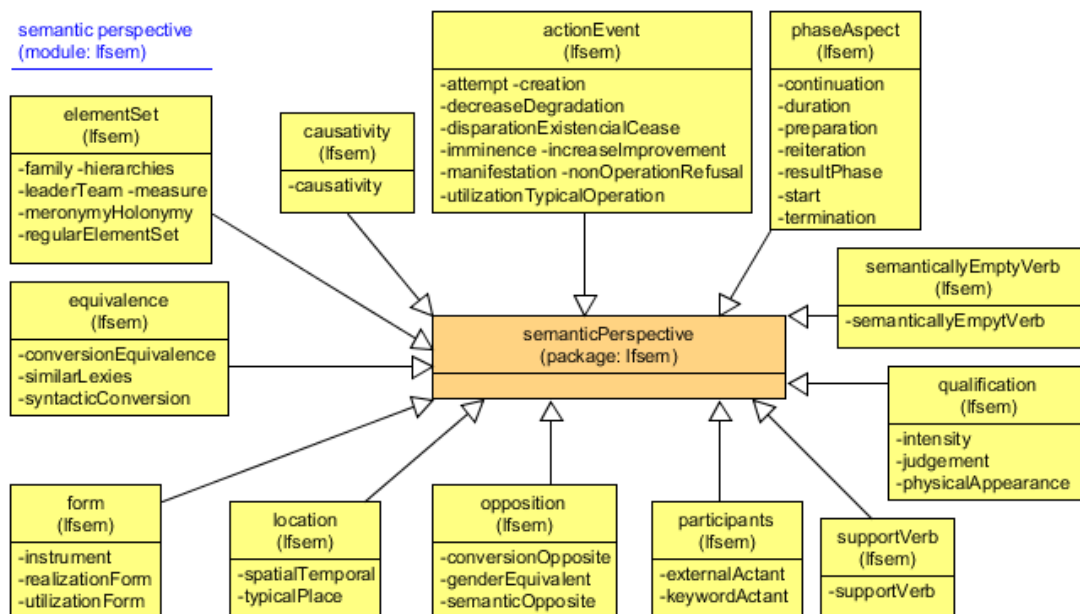 semantic perspective
(module: lfsem)
actionEvent
(lfsem)
-attempt -creation
-decreaseDegradation
-disparationExistencialCease
-imminence -increaseImprovement
-manifestation -nonOperationRefusal
-utilizationTypicalOperation
phaseAspect
(lfsem)
-continuation
-duration
-preparation
-reiteration
-resultPhase
-start
-termination
elementSet
(lfsem)
-family -hierarchies
-leaderTeam -measure
-meronymyHolonymy
-regularElementSet
causativity
(lfsem)
-causativity
semanticallyEmptyVerb
(lfsem)
-semanticallyEmpytVerb
equivalence
(lfsem)
-conversionEquivalence
-similarLexies
-syntacticConversion
semanticPerspective
(package: lfsem)
qualification
(lfsem)
-intensity
-judgement
-physicalAppearance
form
(lfsem)
-instrument
-realizationForm
-utilizationForm
location
(lfsem)
-spatialTemporal
-typicalPlace
opposition
(lfsem)
-conversionOpposite
-genderEquivalent
-semanticOpposite
participants
(lfsem)
-externalActant
-keywordActant
supportVerb
(lfsem)
-supportVerb